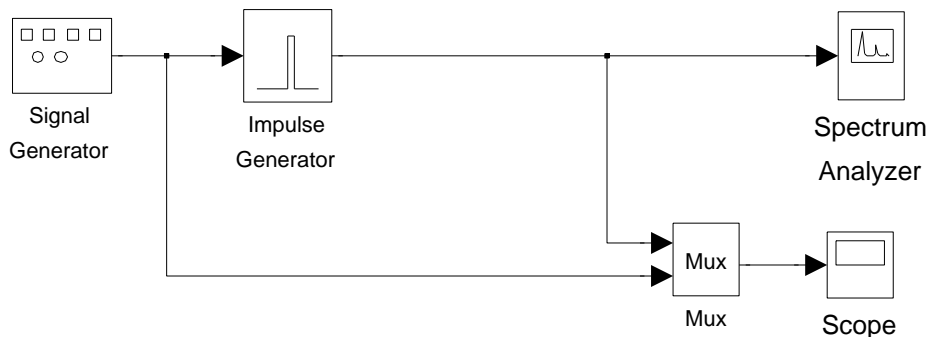 Signal
Generator
Impulse
Generator
Spectrum
Analyzer
Mux
Mux
Scope